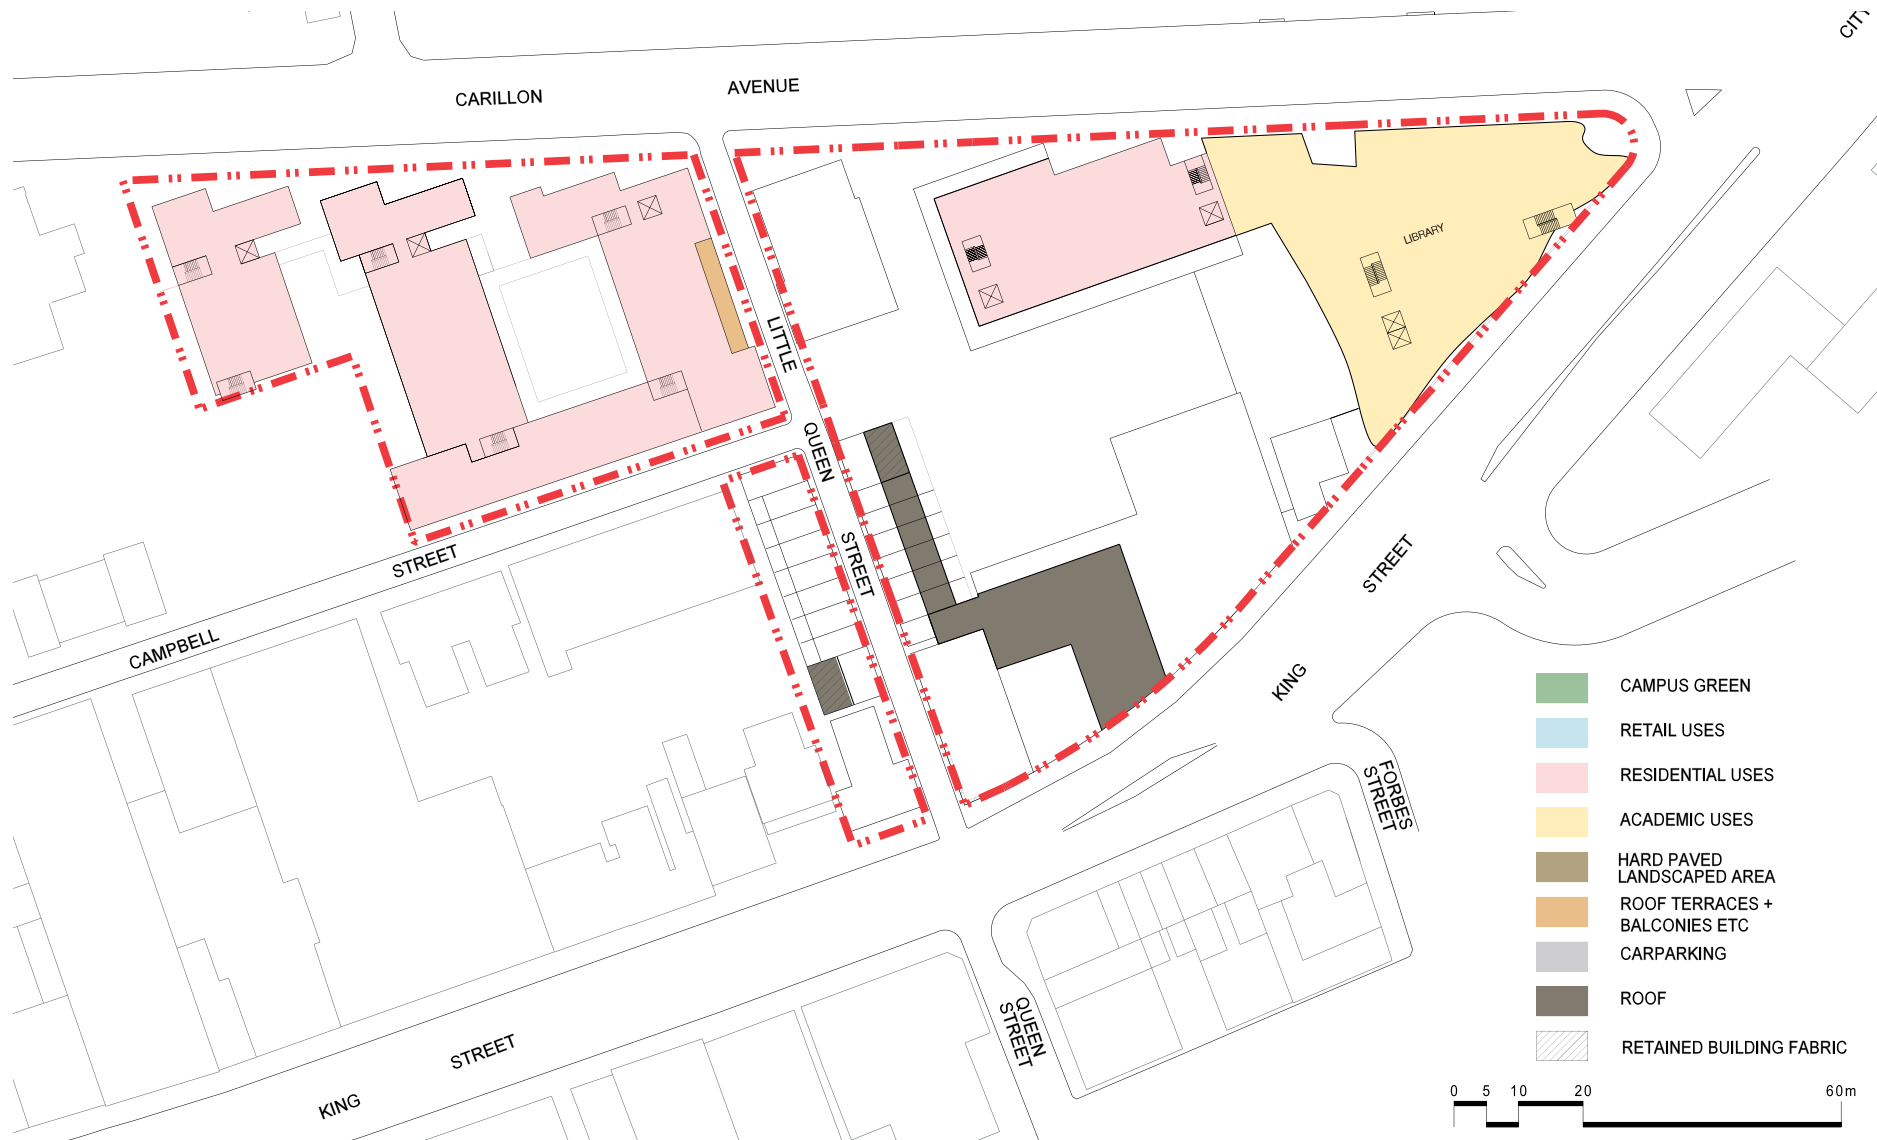 CITY
CARILLON
AVENUE
LIBRARY
LITTLE
QUEEN
STREET
STREET
CAMPBELL
STREET
KING
STREET
KING
QUEEN
STREET
FORBES
STREET
CAMPUS GREEN
RETAIL USES
RESIDENTIAL USES
ACADEMIC USES
HARD PAVED
LANDSCAPED AREA
ROOF TERRACES +
BALCONIES ETC
CARPARKING
ROOF
RETAINED BUILDING FABRIC
0 5 10 20 60m